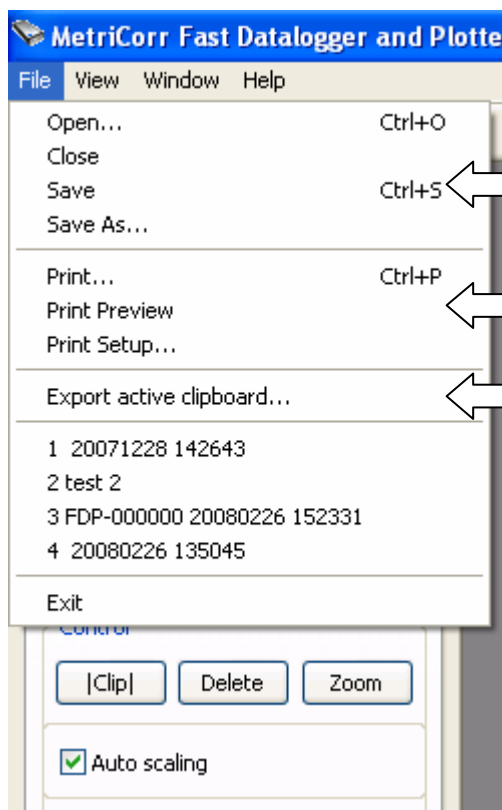 MetriCorr Fast Datalogger and Plotte
File View Window Help
Open... Ctrl+O
Close
Save Ctrl+S
Save As...
Print... Ctrl+P
Print Preview
Print Setup...
Export active clipboard...
1 20071228 142643
2 test 2
3 FDP-000000 20080226 152331
4 20080226 135045
Exit
Control
|Clip| Delete Zoom
Auto scaling